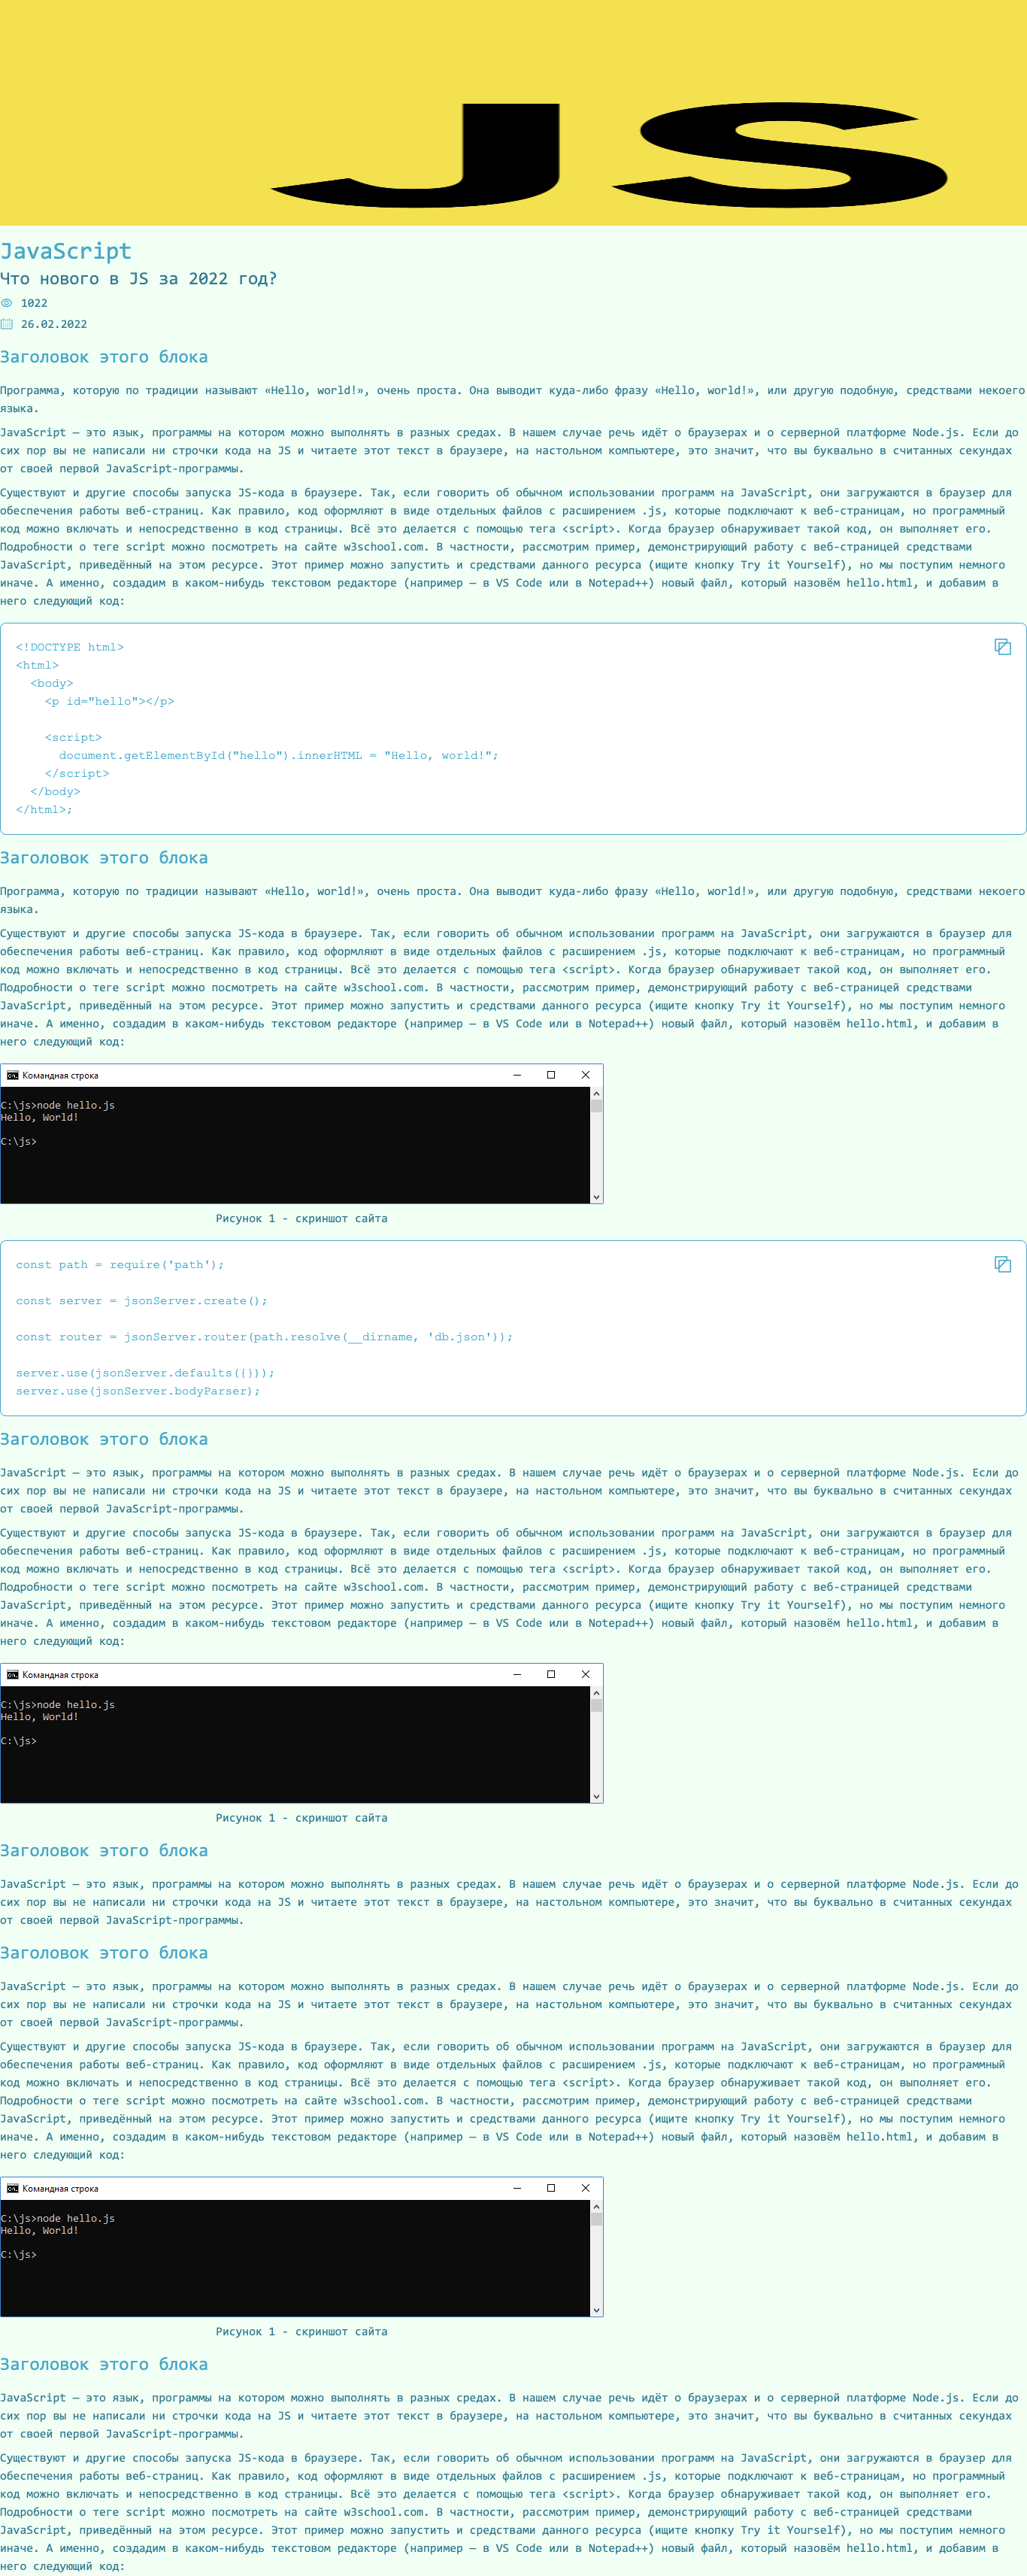 JS
JavaScript
Что нового в JS за 2022 год?
1022
26.02.2022
Заголовок этого блока
Программа, которую по традиции называют «Hello, world!», очень проста. Она выводит куда-либо фразу «Hello, world!», или другую подобную, средствами некоего
языка.
JavaScript — это язык, программы на котором можно выполнять в разных средах. В нашем случае речь идёт о браузерах и о серверной платформе Node.js. Если до
сих пор вы не написали ни строчки кода на JS и читаете этот текст в браузере, на настольном компьютере, это значит, что вы буквально в считанных секундах
от своей первой JavaScript-программы.
Существуют и другие способы запуска JS-кода в браузере. Так, если говорить об обычном использовании программ на JavaScript, они загружаются в браузер для
обеспечения работы веб-страниц. Как правило, код оформляют в виде отдельных файлов с расширением .js, которые подключают к веб-страницам, но программный
код можно включать и непосредственно в код страницы. Всё это делается с помощью тега <script>. Когда браузер обнаруживает такой код, он выполняет его.
Подробности о теге script можно посмотреть на сайте w3school.com. В частности, рассмотрим пример, демонстрирующий работу с веб-страницей средствами
JavaScript, приведённый на этом ресурсе. Этот пример можно запустить и средствами данного ресурса (ищите кнопку Try it Yourself), но мы поступим немного
иначе. А именно, создадим в каком-нибудь текстовом редакторе (например — в VS Code или в Notepad++) новый файл, который назовём hello.html, и добавим в
него следующий код:
<!DOCTYPE html>
<html>
<body>
<p id="hello"></p>
<script>
document.getElementById("hello").innerHTML = "Hello, world!";
</script>
</body>
</html>;
Заголовок этого блока
Программа, которую по традиции называют «Hello, world!», очень проста. Она выводит куда-либо фразу «Hello, world!», или другую подобную, средствами некоего
языка.
Существуют и другие способы запуска JS-кода в браузере. Так, если говорить об обычном использовании программ на JavaScript, они загружаются в браузер для
обеспечения работы веб-страниц. Как правило, код оформляют в виде отдельных файлов с расширением .js, которые подключают к веб-страницам, но программный
код можно включать и непосредственно в код страницы. Всё это делается с помощью тега <script>. Когда браузер обнаруживает такой код, он выполняет его.
Подробности о теге script можно посмотреть на сайте w3school.com. В частности, рассмотрим пример, демонстрирующий работу с веб-страницей средствами
JavaScript, приведённый на этом ресурсе. Этот пример можно запустить и средствами данного ресурса (ищите кнопку Try it Yourself), но мы поступим немного
иначе. А именно, создадим в каком-нибудь текстовом редакторе (например — в VS Code или в Notepad++) новый файл, который назовём hello.html, и добавим в
него следующий код:
Командная строка
C:\js>node hello.js
Hello, World!
C:\js>
Рисунок 1 - скриншот сайта
const path = require('path');
const server = jsonServer.create();
const router = jsonServer.router(path.resolve(__dirname, 'db.json'));
server.use(jsonServer.defaults({}));
server.use(jsonServer.bodyParser);
Заголовок этого блока
JavaScript — это язык, программы на котором можно выполнять в разных средах. В нашем случае речь идёт о браузерах и о серверной платформе Node.js. Если до
сих пор вы не написали ни строчки кода на JS и читаете этот текст в браузере, на настольном компьютере, это значит, что вы буквально в считанных секундах
от своей первой JavaScript-программы.
Существуют и другие способы запуска JS-кода в браузере. Так, если говорить об обычном использовании программ на JavaScript, они загружаются в браузер для
обеспечения работы веб-страниц. Как правило, код оформляют в виде отдельных файлов с расширением .js, которые подключают к веб-страницам, но программный
код можно включать и непосредственно в код страницы. Всё это делается с помощью тега <script>. Когда браузер обнаруживает такой код, он выполняет его.
Подробности о теге script можно посмотреть на сайте w3school.com. В частности, рассмотрим пример, демонстрирующий работу с веб-страницей средствами
JavaScript, приведённый на этом ресурсе. Этот пример можно запустить и средствами данного ресурса (ищите кнопку Try it Yourself), но мы поступим немного
иначе. А именно, создадим в каком-нибудь текстовом редакторе (например — в VS Code или в Notepad++) новый файл, который назовём hello.html, и добавим в
него следующий код:
Командная строка
C:\js>node hello.js
Hello, World!
C:\js>
Рисунок 1 - скриншот сайта
Заголовок этого блока
JavaScript — это язык, программы на котором можно выполнять в разных средах. В нашем случае речь идёт о браузерах и о серверной платформе Node.js. Если до
сих пор вы не написали ни строчки кода на JS и читаете этот текст в браузере, на настольном компьютере, это значит, что вы буквально в считанных секундах
от своей первой JavaScript-программы.
Заголовок этого блока
JavaScript — это язык, программы на котором можно выполнять в разных средах. В нашем случае речь идёт о браузерах и о серверной платформе Node.js. Если до
сих пор вы не написали ни строчки кода на JS и читаете этот текст в браузере, на настольном компьютере, это значит, что вы буквально в считанных секундах
от своей первой JavaScript-программы.
Существуют и другие способы запуска JS-кода в браузере. Так, если говорить об обычном использовании программ на JavaScript, они загружаются в браузер для
обеспечения работы веб-страниц. Как правило, код оформляют в виде отдельных файлов с расширением .js, которые подключают к веб-страницам, но программный
код можно включать и непосредственно в код страницы. Всё это делается с помощью тега <script>. Когда браузер обнаруживает такой код, он выполняет его.
Подробности о теге script можно посмотреть на сайте w3school.com. В частности, рассмотрим пример, демонстрирующий работу с веб-страницей средствами
JavaScript, приведённый на этом ресурсе. Этот пример можно запустить и средствами данного ресурса (ищите кнопку Try it Yourself), но мы поступим немного
иначе. А именно, создадим в каком-нибудь текстовом редакторе (например — в VS Code или в Notepad++) новый файл, который назовём hello.html, и добавим в
него следующий код:
Командная строка
C:\js>node hello.js
Hello, World!
C:\js>
Рисунок 1 - скриншот сайта
Заголовок этого блока
JavaScript — это язык, программы на котором можно выполнять в разных средах. В нашем случае речь идёт о браузерах и о серверной платформе Node.js. Если до
сих пор вы не написали ни строчки кода на JS и читаете этот текст в браузере, на настольном компьютере, это значит, что вы буквально в считанных секундах
от своей первой JavaScript-программы.
Существуют и другие способы запуска JS-кода в браузере. Так, если говорить об обычном использовании программ на JavaScript, они загружаются в браузер для
обеспечения работы веб-страниц. Как правило, код оформляют в виде отдельных файлов с расширением .js, которые подключают к веб-страницам, но программный
код можно включать и непосредственно в код страницы. Всё это делается с помощью тега <script>. Когда браузер обнаруживает такой код, он выполняет его.
Подробности о теге script можно посмотреть на сайте w3school.com. В частности, рассмотрим пример, демонстрирующий работу с веб-страницей средствами
JavaScript, приведённый на этом ресурсе. Этот пример можно запустить и средствами данного ресурса (ищите кнопку Try it Yourself), но мы поступим немного
иначе. А именно, создадим в каком-нибудь текстовом редакторе (например — в VS Code или в Notepad++) новый файл, который назовём hello.html, и добавим в
него следующий код: